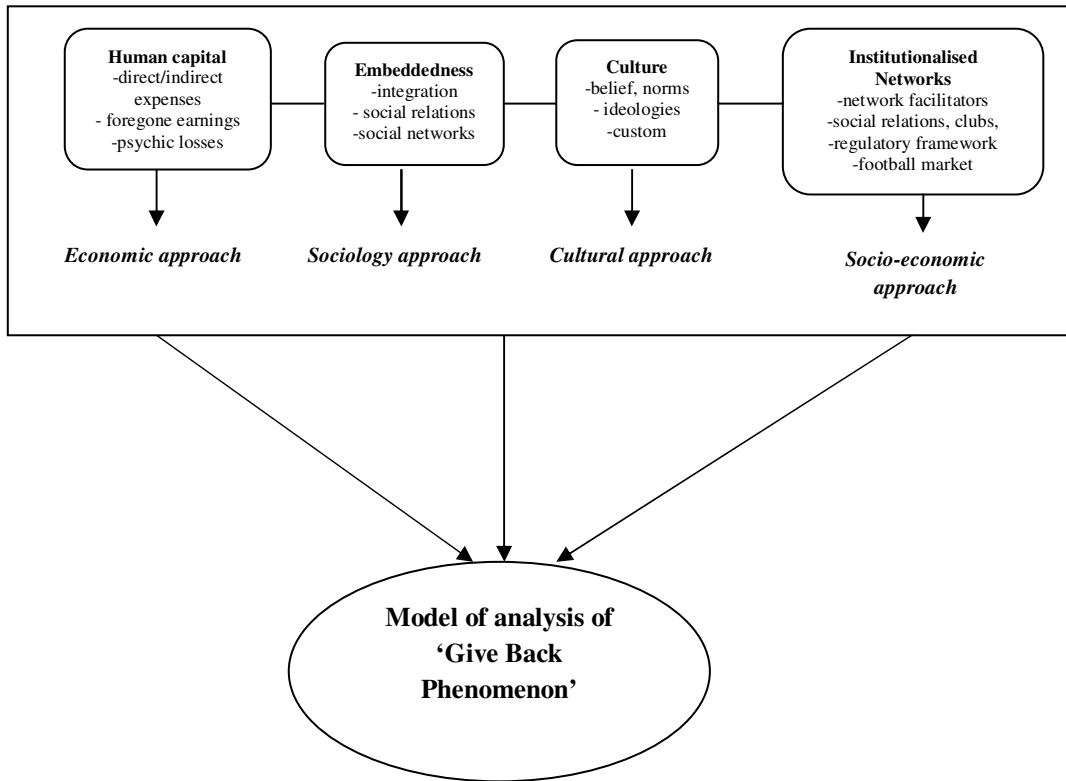 Human capital
-direct/indirect
expenses
- foregone earnings
-psychic losses
Embeddedness
-integration
- social relations
-social networks
Culture
-belief, norms
- ideologies
-custom
Institutionalised
Networks
-network facilitators
-social relations, clubs,
-regulatory framework
-football market
Economic approach
Sociology approach
Cultural approach
Socio-economic
approach
Model of analysis of
‘Give Back
Phenomenon’